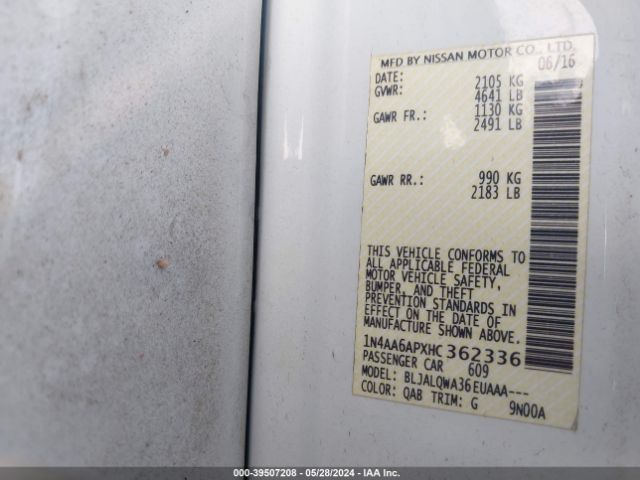 MFD BY NISSAN MOTOR CO., LTD.
DATE: 06/16
GVWR: 2105 KG
4641 LB
GAWR FR.: 1130 KG
2491 LB
GAWR RR.: 990 KG
2183 LB
THIS VEHICLE CONFORMS TO
ALL APPLICABLE FEDERAL
MOTOR VEHICLE SAFETY,
BUMPER, AND THEFT
PREVENTION STANDARDS IN
EFFECT ON THE DATE OF
MANUFACTURE SHOWN ABOVE.
1N4AA6APXHC362336
PASSENGER CAR 609
MODEL: BLJALQWA36EUAAA---
COLOR: QAB TRIM: G 9N00A
000-39507208 - 05/28/2024 - IAA Inc.